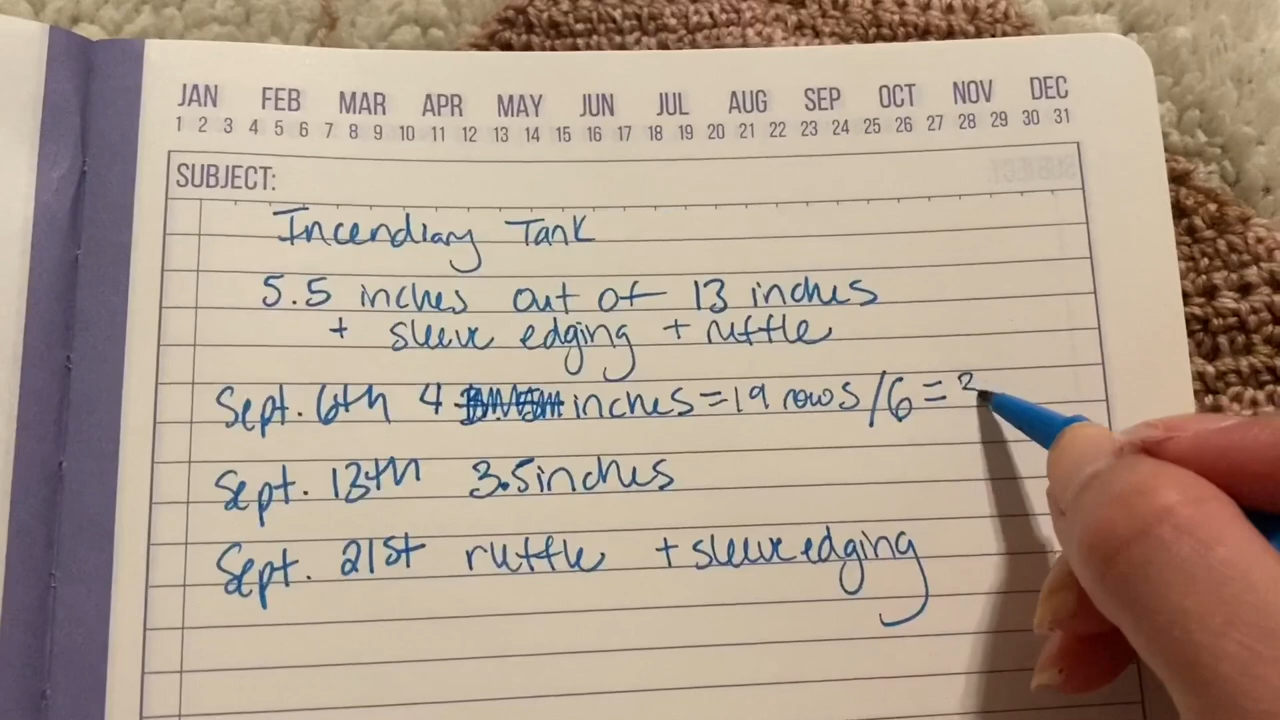 JAN FEB MAR APR MAY JUN JUL AUG SEP OCT NOV DEC
1 2 3 4 5 6 7 8 9 10 11 12 13 14 15 16 17 18 19 20 21 22 23 24 25 26 27 28 29 30 31
SUBJECT:
Incendiary Tank
5.5 inches out of 13 inches
+ sleeve edging + ruffle
Sept. 6th 4 inches = 19 rows / 6 = 3
Sept. 13th 3.5 inches
Sept. 21st ruffle + sleeve edging